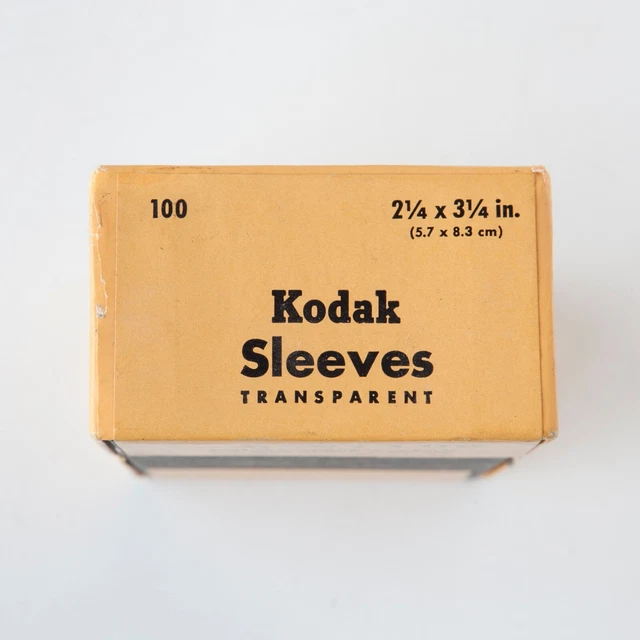 100
2¼ x 3¼ in.
(5.7 x 8.3 cm)
Kodak
Sleeves
TRANSPARENT